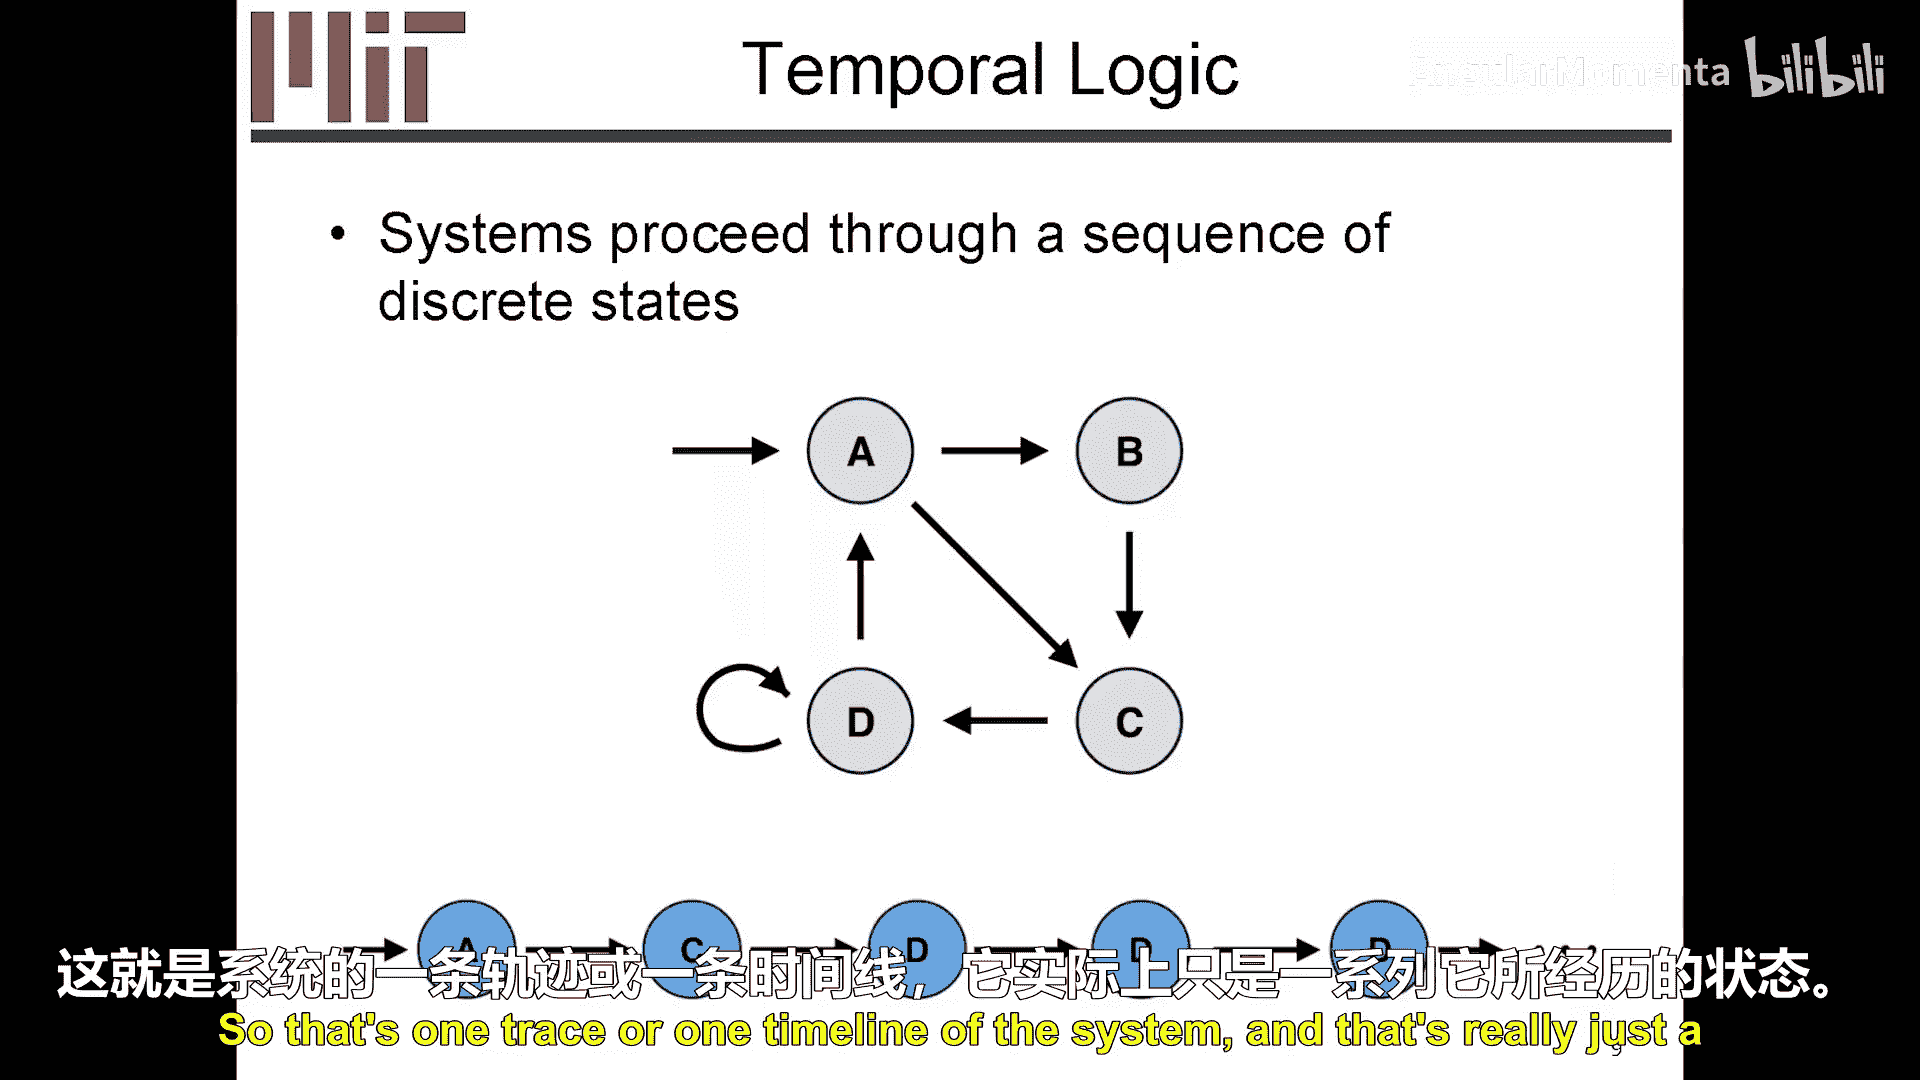 MIT
Temporal Logic
AngularMomenta bilibili
• Systems proceed through a sequence of
discrete states
A
B
D
C
A C D D D
这就是系统的一条轨迹或一条时间线，它实际上只是一系列它所经历的状态。
So that's one trace or one timeline of the system, and that's really just a